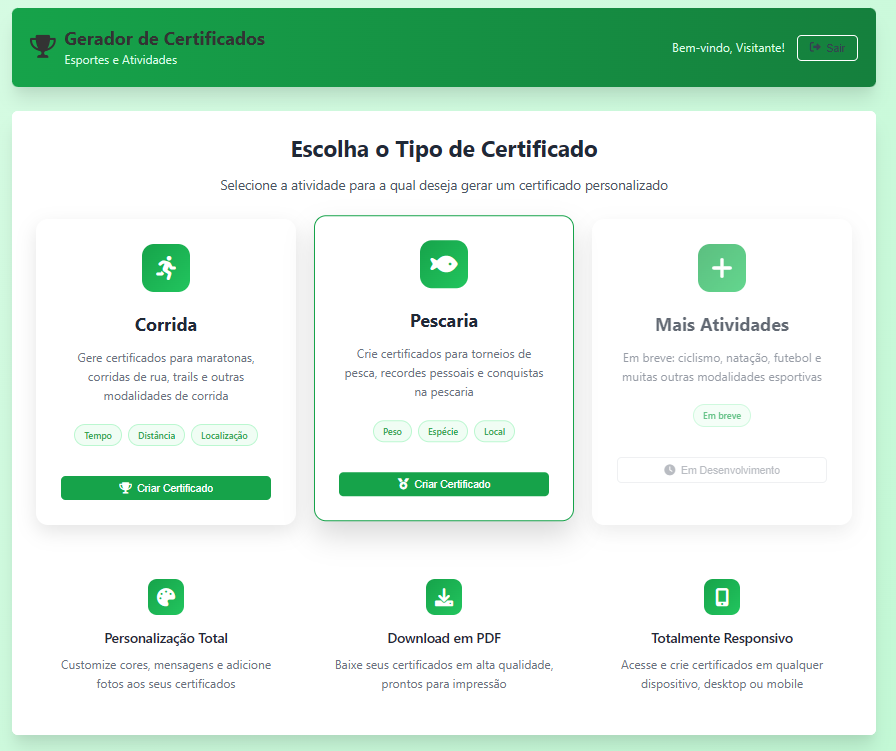 Gerador de Certificados
Esportes e Atividades
Bem-vindo, Visitante!
Sair
Escolha o Tipo de Certificado
Selecione a atividade para a qual deseja gerar um certificado personalizado
Corrida
Gere certificados para maratonas,
corridas de rua, trails e outras
modalidades de corrida
Tempo
Distância
Localização
Criar Certificado
Pescaria
Crie certificados para torneios de
pesca, recordes pessoais e conquistas
na pescaria
Peso
Espécie
Local
Criar Certificado
Mais Atividades
Em breve: ciclismo, natação, futebol e
muitas outras modalidades esportivas
Em breve
Em Desenvolvimento
Personalização Total
Customize cores, mensagens e adicione
fotos aos seus certificados
Download em PDF
Baixe seus certificados em alta qualidade,
prontos para impressão
Totalmente Responsivo
Acesse e crie certificados em qualquer
dispositivo, desktop ou mobile